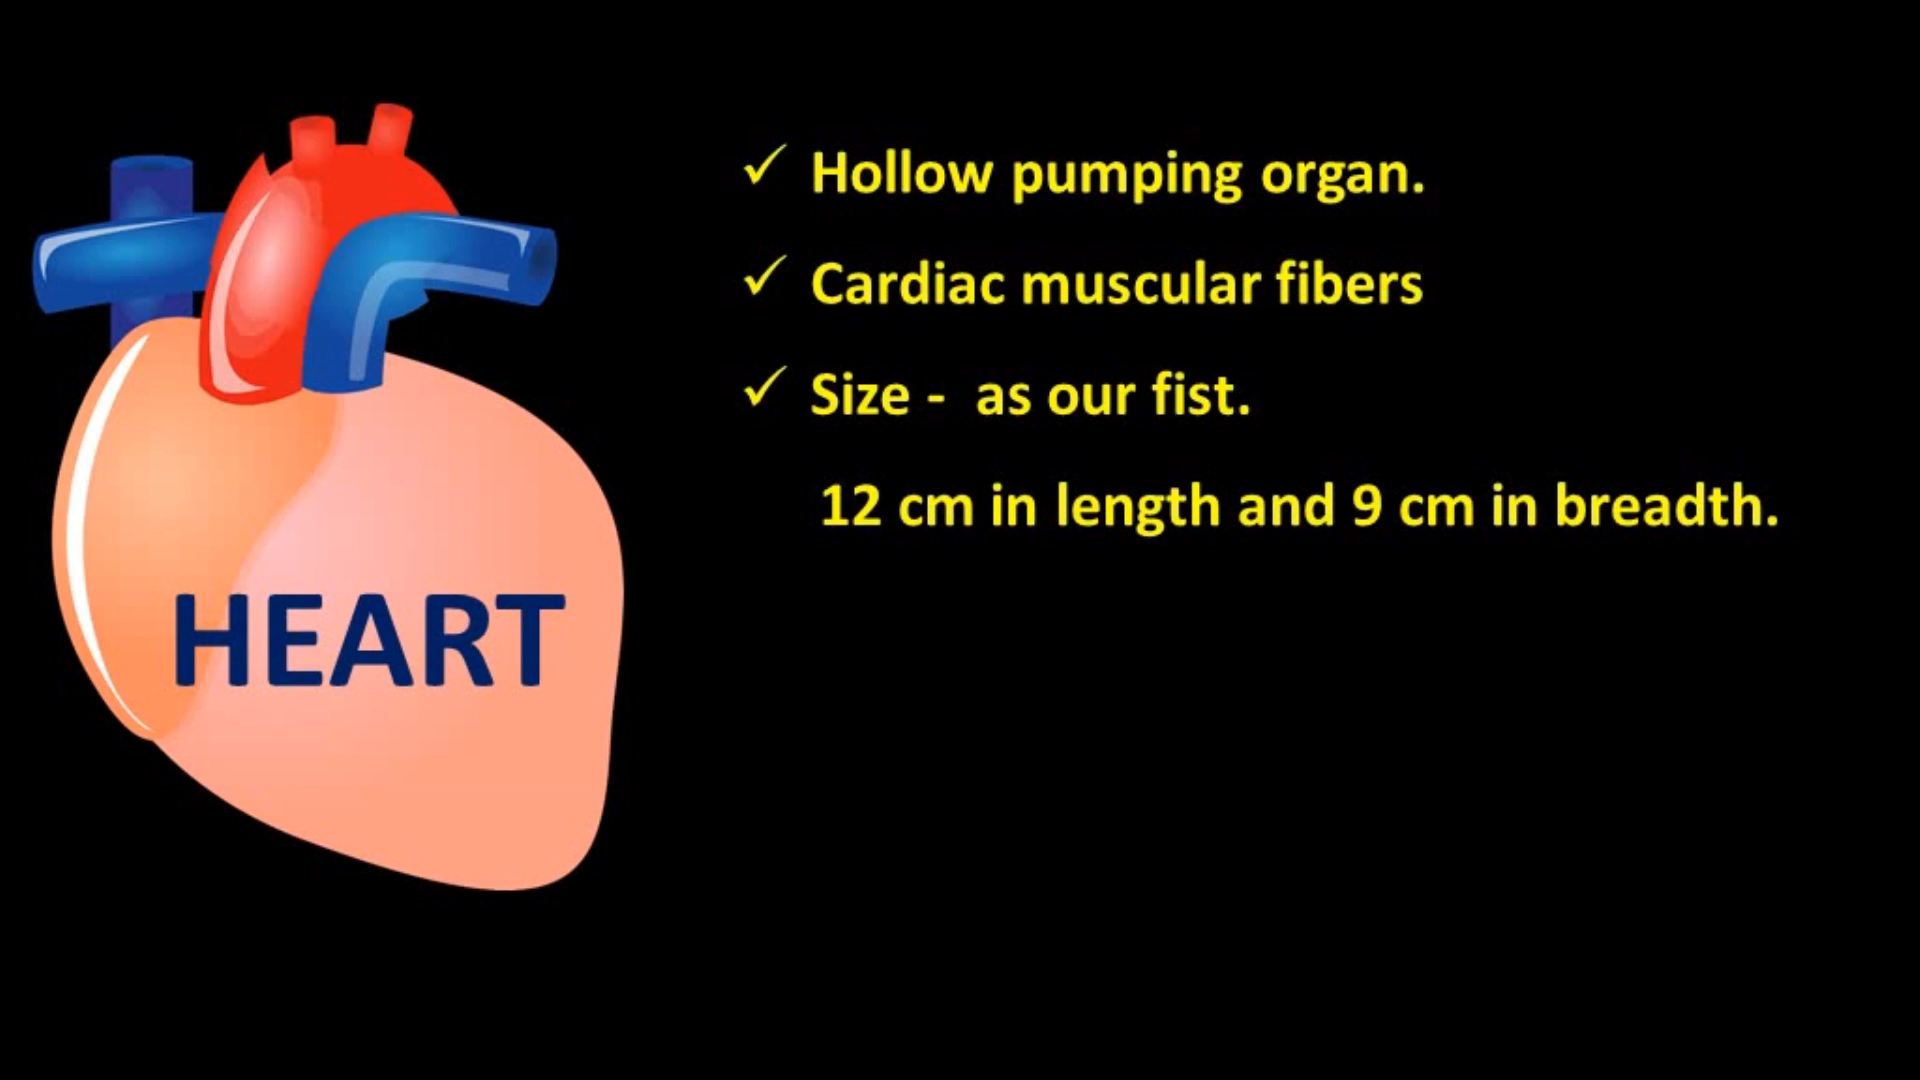 Hollow pumping organ.
Cardiac muscular fibers
Size -  as our fist.
12 cm in length and 9 cm in breadth.
HEART